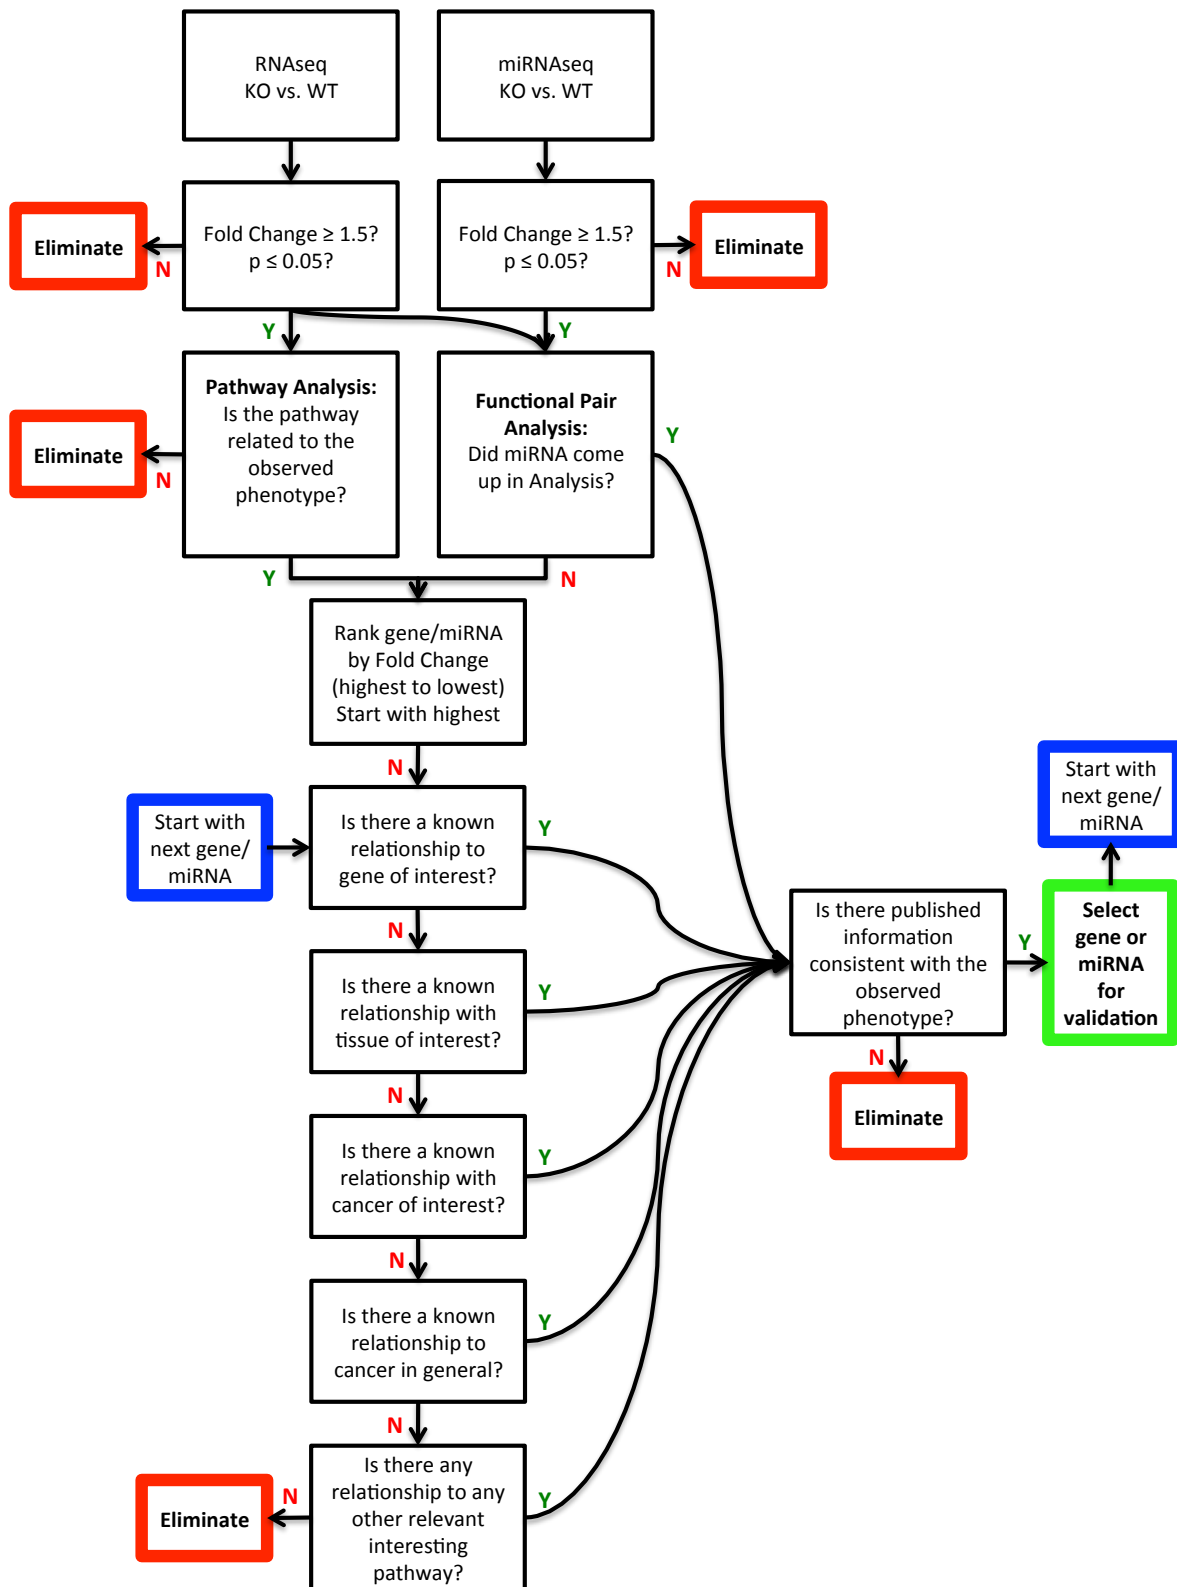 RNAseq
KO vs. WT
miRNAseq
KO vs. WT
Eliminate
N
Fold Change ≥ 1.5?
p ≤ 0.05?
Fold Change ≥ 1.5?
p ≤ 0.05?
N
Eliminate
Y
Y
Eliminate
N
Pathway Analysis:
Is the pathway
related to the
observed
phenotype?
Functional Pair
Analysis:
Did miRNA come
up in Analysis?
Y
Y
N
Rank gene/miRNA
by Fold Change
(highest to lowest)
Start with highest
N
Start with
next gene/
miRNA
Is there a known
relationship to
gene of interest?
Y
N
Is there a known
relationship with
tissue of interest?
Y
N
Is there a known
relationship with
cancer of interest?
Y
N
Is there a known
relationship to
cancer in general?
Y
N
Is there any
relationship to any
other relevant
interesting
pathway?
Y
N
Eliminate
Is there published
information
consistent with the
observed
phenotype?
Y
N
Eliminate
Select
gene or
miRNA
for
validation
Start with
next gene/
miRNA